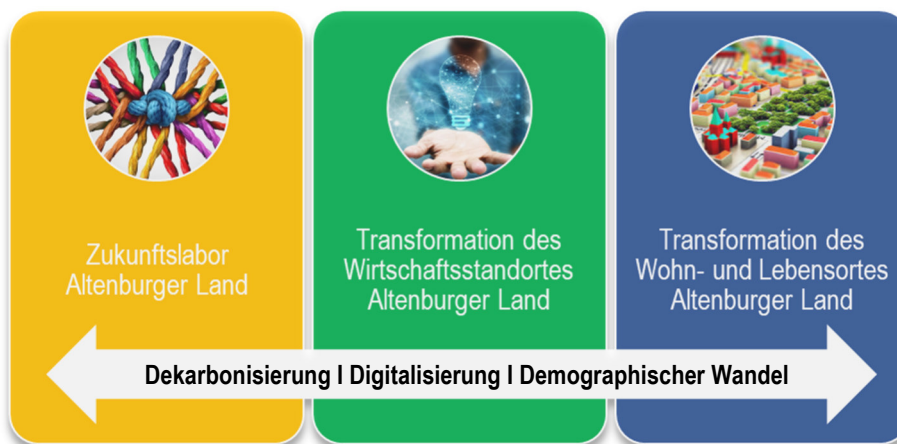 Zukunftslabor
Altenburger Land
Transformation des
Wirtschaftsstandortes
Altenburger Land
Transformation des
Wohn- und Lebensortes
Altenburger Land
Dekarbonisierung I Digitalisierung I Demographischer Wandel